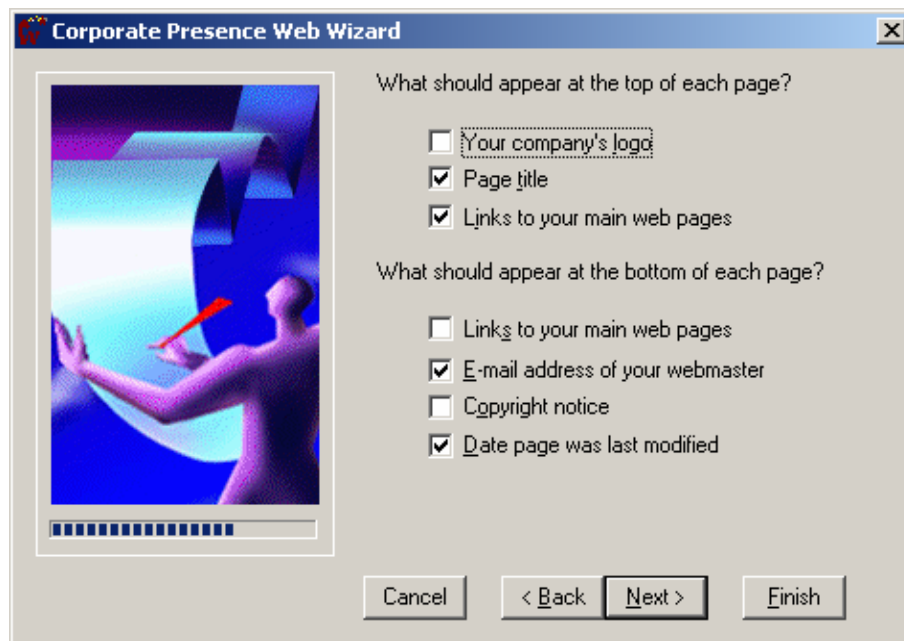 Corporate Presence Web Wizard
What should appear at the top of each page?
Your company's logo
Page title
Links to your main web pages
What should appear at the bottom of each page?
Links to your main web pages
E-mail address of your webmaster
Copyright notice
Date page was last modified
Cancel
< Back
Next >
Finish